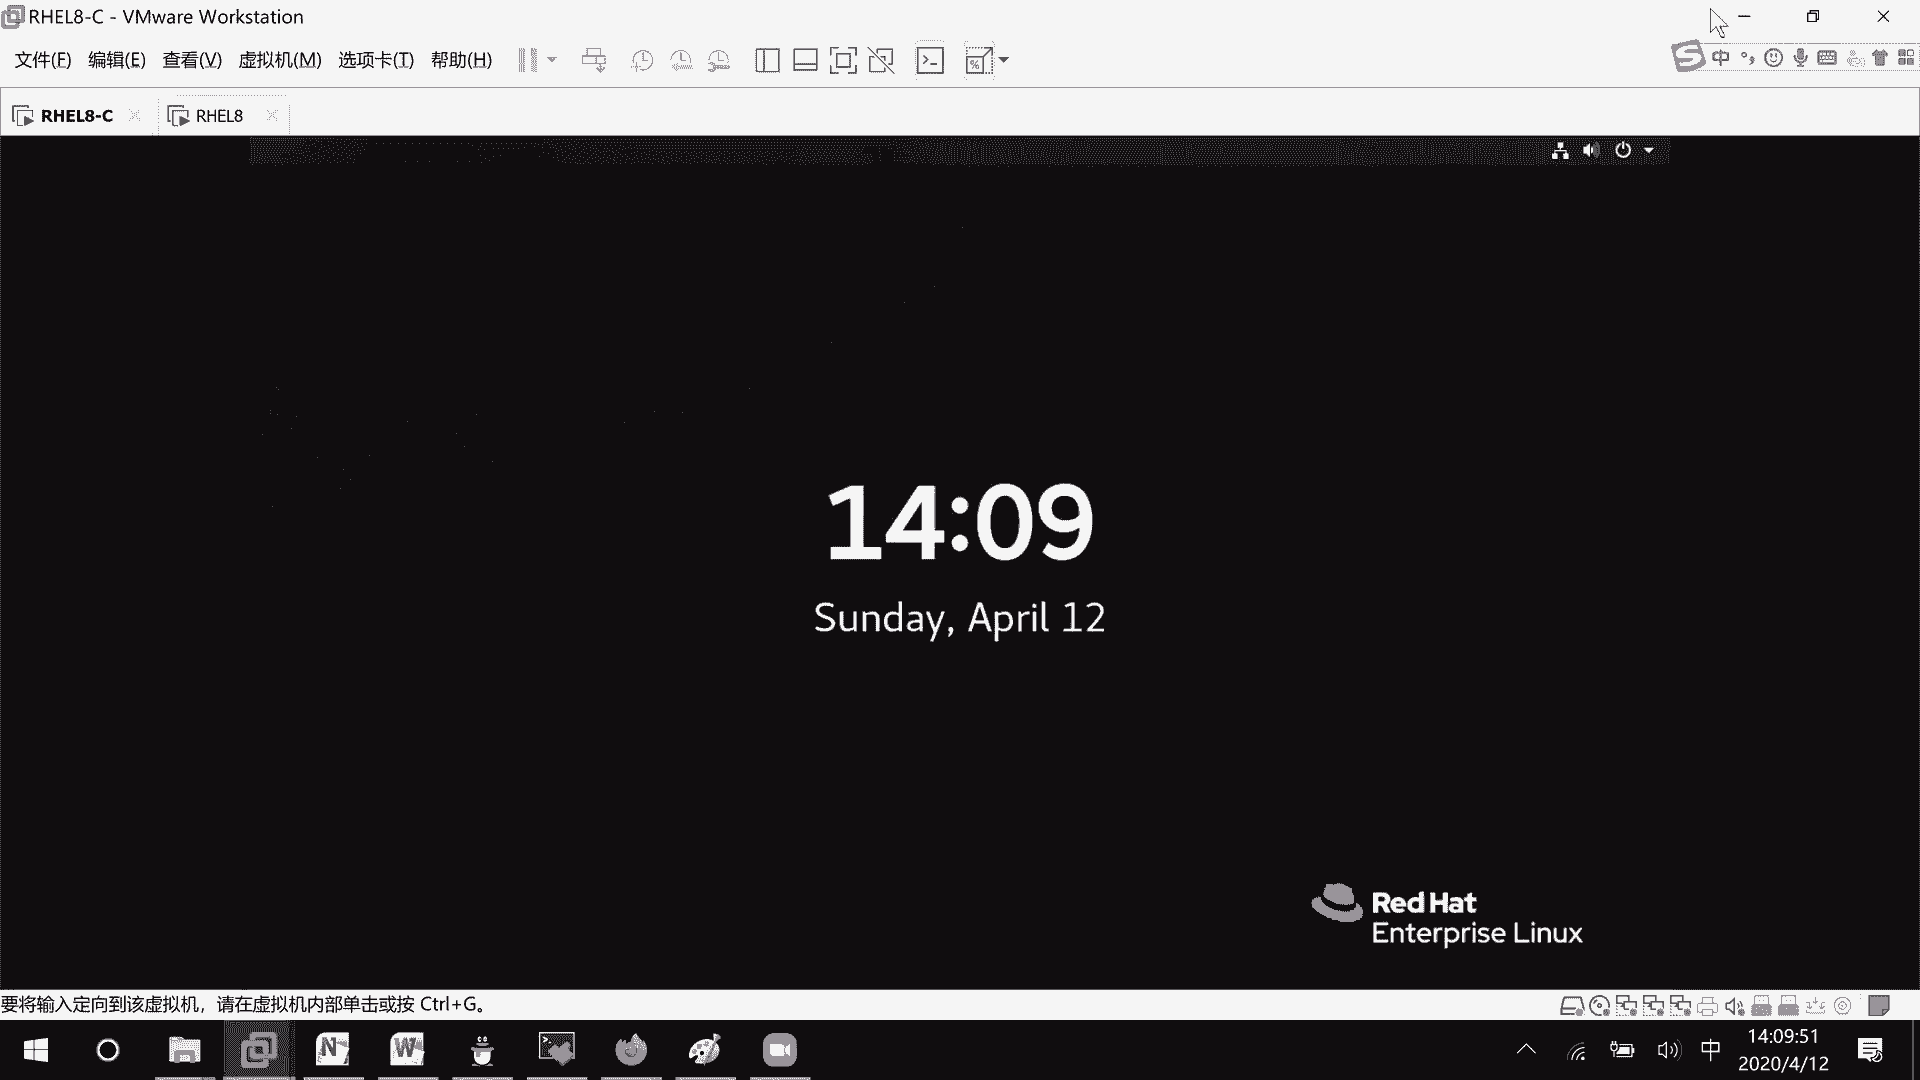 RHEL8-C - VMware Workstation
文件(F) 编辑(E) 查看(V) 虚拟机(M) 选项卡(T) 帮助(H)
中
RHEL8-C RHEL8
14:09
Sunday, April 12
Red Hat
Enterprise Linux
要将输入定向到该虚拟机，请在虚拟机内部单击或按 Ctrl+G。
中
14:09:51
2020/4/12